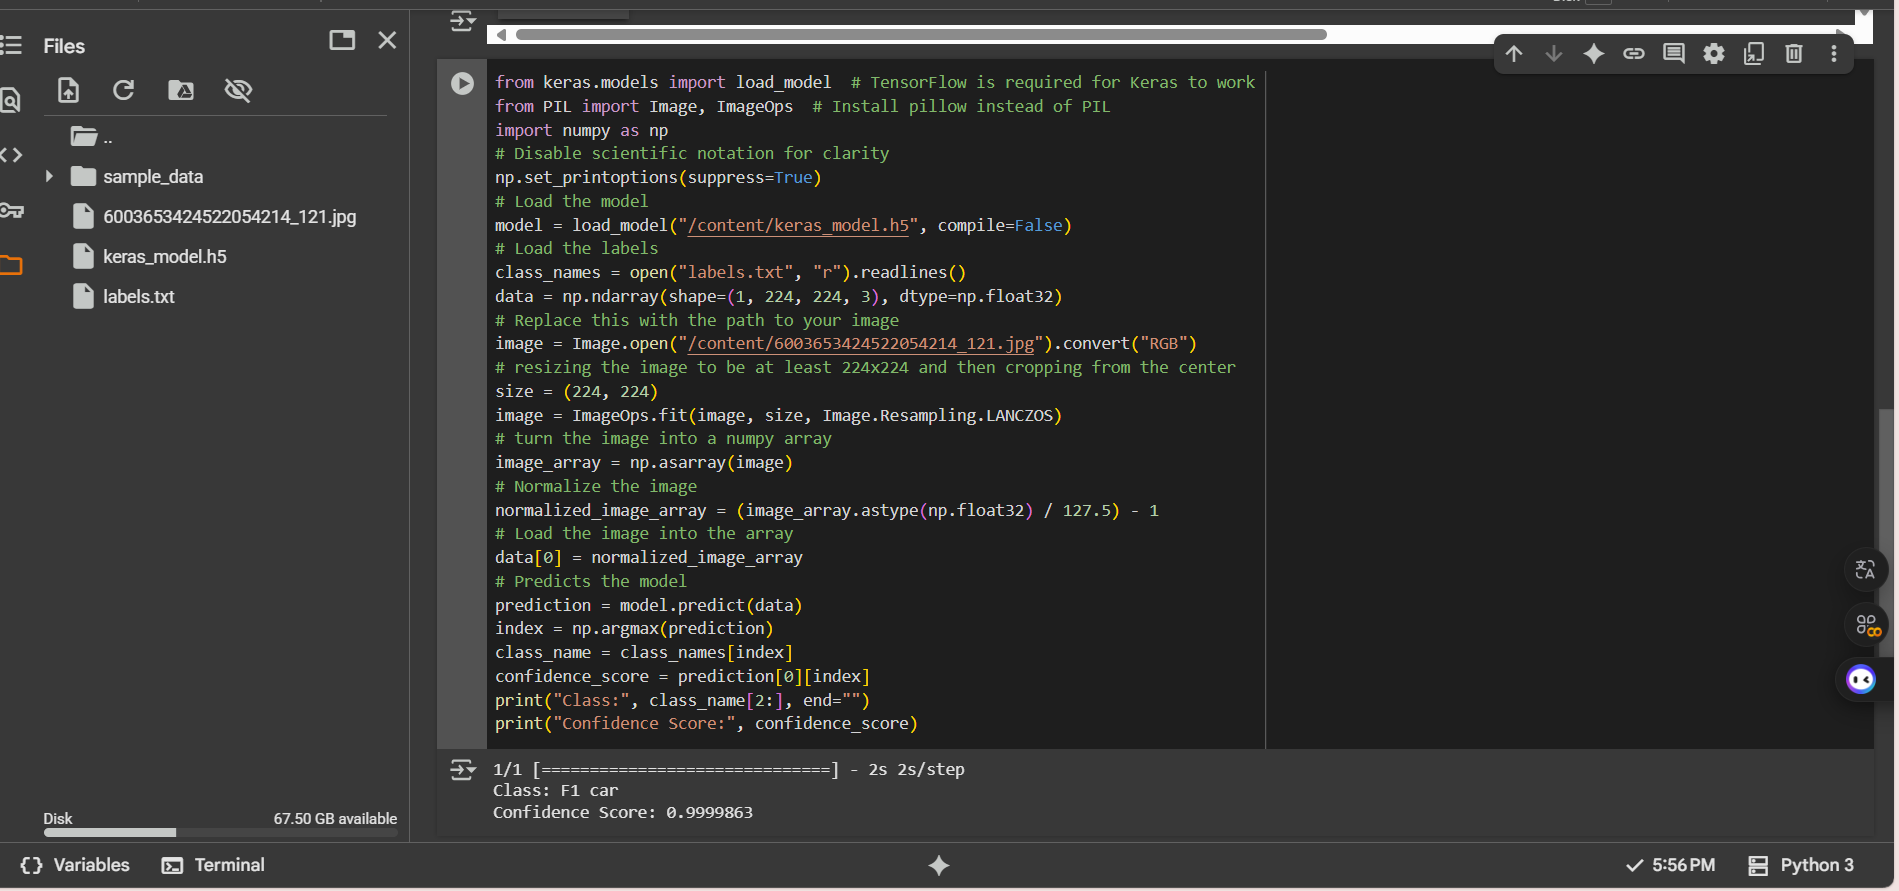 Files
..
sample_data
6003653424522054214_121.jpg
keras_model.h5
labels.txt
Disk
67.50 GB available
from keras.models import load_model  # TensorFlow is required for Keras to work
from PIL import Image, ImageOps  # Install pillow instead of PIL
import numpy as np
# Disable scientific notation for clarity
np.set_printoptions(suppress=True)
# Load the model
model = load_model("/content/keras_model.h5", compile=False)
# Load the labels
class_names = open("labels.txt", "r").readlines()
data = np.ndarray(shape=(1, 224, 224, 3), dtype=np.float32)
# Replace this with the path to your image
image = Image.open("/content/6003653424522054214_121.jpg").convert("RGB")
# resizing the image to be at least 224x224 and then cropping from the center
size = (224, 224)
image = ImageOps.fit(image, size, Image.Resampling.LANCZOS)
# turn the image into a numpy array
image_array = np.asarray(image)
# Normalize the image
normalized_image_array = (image_array.astype(np.float32) / 127.5) - 1
# Load the image into the array
data[0] = normalized_image_array
# Predicts the model
prediction = model.predict(data)
index = np.argmax(prediction)
class_name = class_names[index]
confidence_score = prediction[0][index]
print("Class:", class_name[2:], end="")
print("Confidence Score:", confidence_score)
1/1 [==============================] - 2s 2s/step
Class: F1 car
Confidence Score: 0.9999863
Variables
Terminal
5:56 PM
Python 3